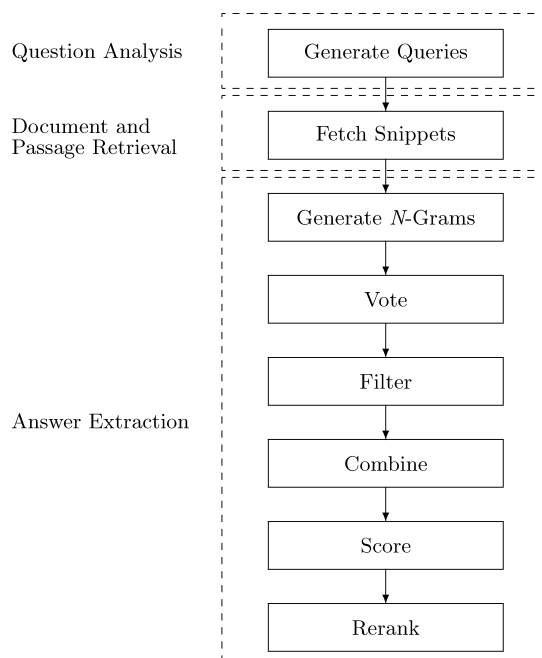 Question Analysis
Generate Queries
Document and
Passage Retrieval
Fetch Snippets
Generate N-Grams
Vote
Filter
Answer Extraction
Combine
Score
Rerank